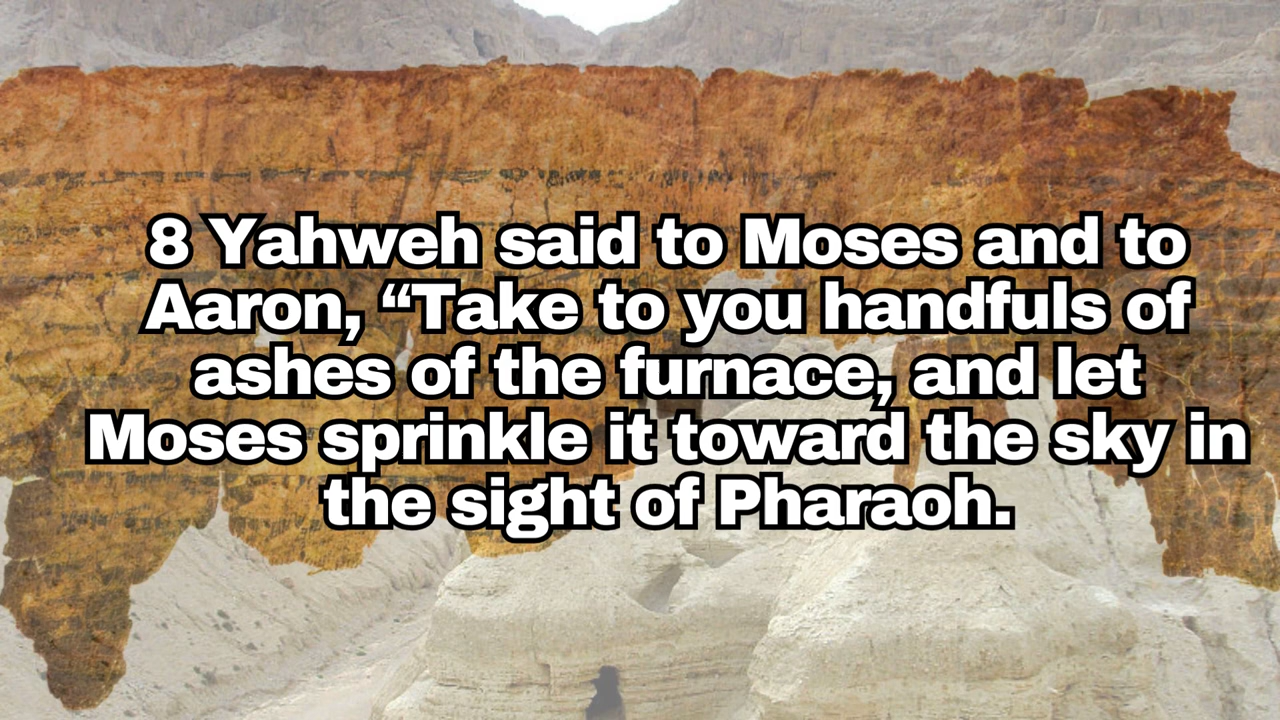 8 Yahweh said to Moses and to
Aaron, “Take to you handfuls of
ashes of the furnace, and let
Moses sprinkle it toward the sky in
the sight of Pharaoh.